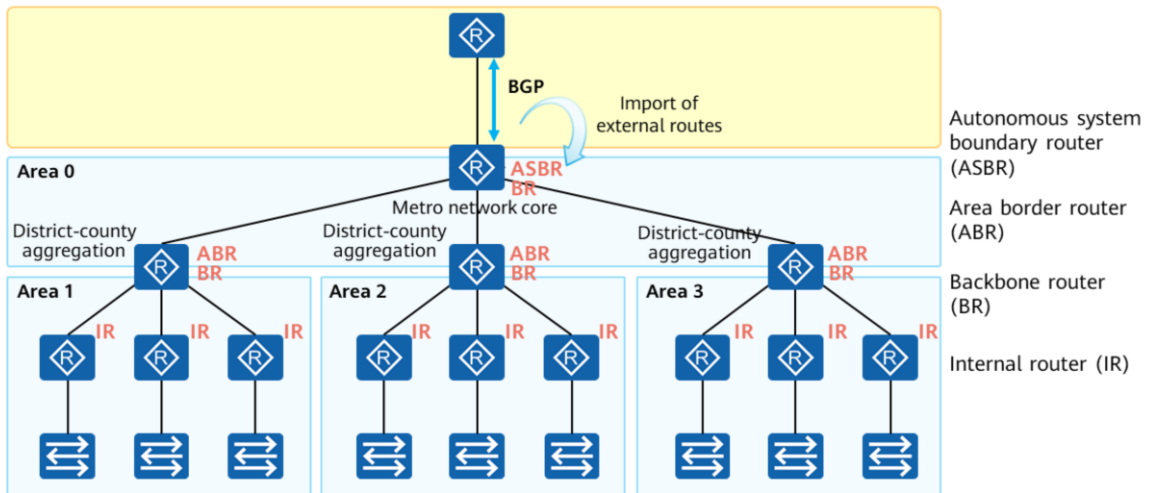 BGP
Import of
external routes
Autonomous system
boundary router
(ASBR)
Area 0
ASBR
BR
Metro network core
Area border router
(ABR)
District-county
aggregation
ABR
BR
District-county
aggregation
ABR
BR
District-county
aggregation
ABR
BR
Backbone router
(BR)
Area 1
IR
IR
IR
Area 2
IR
IR
IR
Area 3
IR
IR
IR
Internal router (IR)
R
R
R
R
R
R
R
R
R
R
R
R
R
R